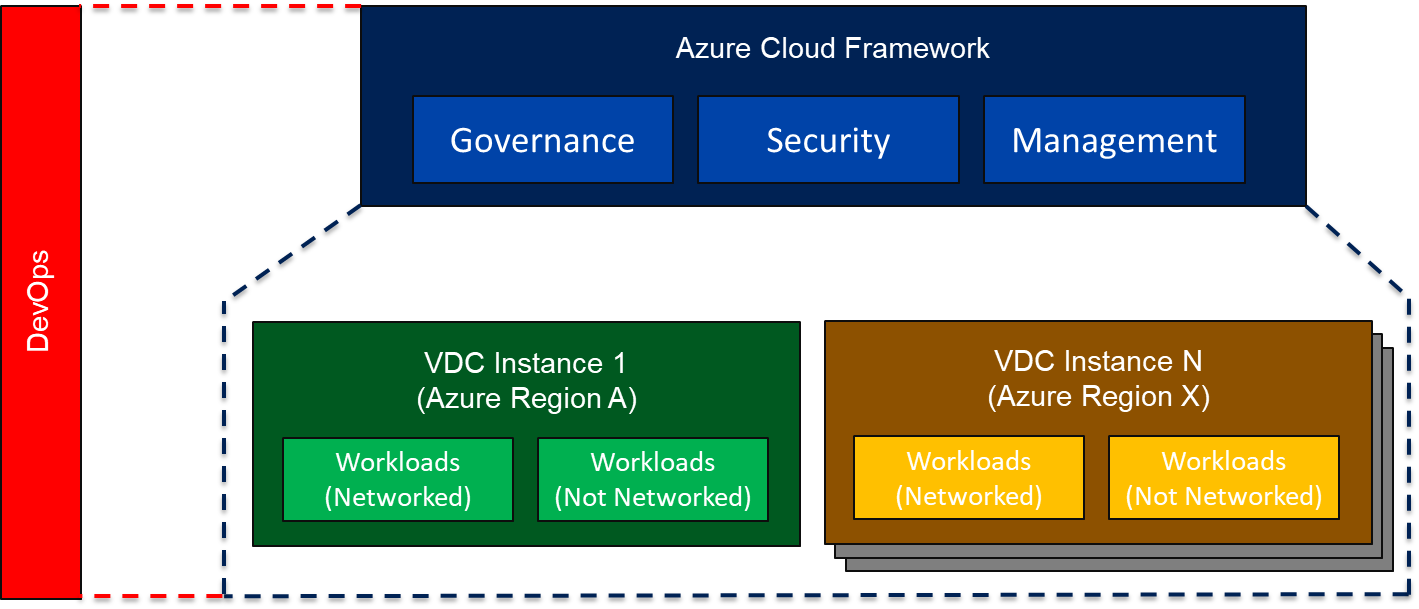 DevOps
Azure Cloud Framework
Governance
Security
Management
VDC Instance 1
(Azure Region A)
Workloads
(Networked)
Workloads
(Not Networked)
VDC Instance N
(Azure Region X)
Workloads
(Networked)
Workloads
(Not Networked)